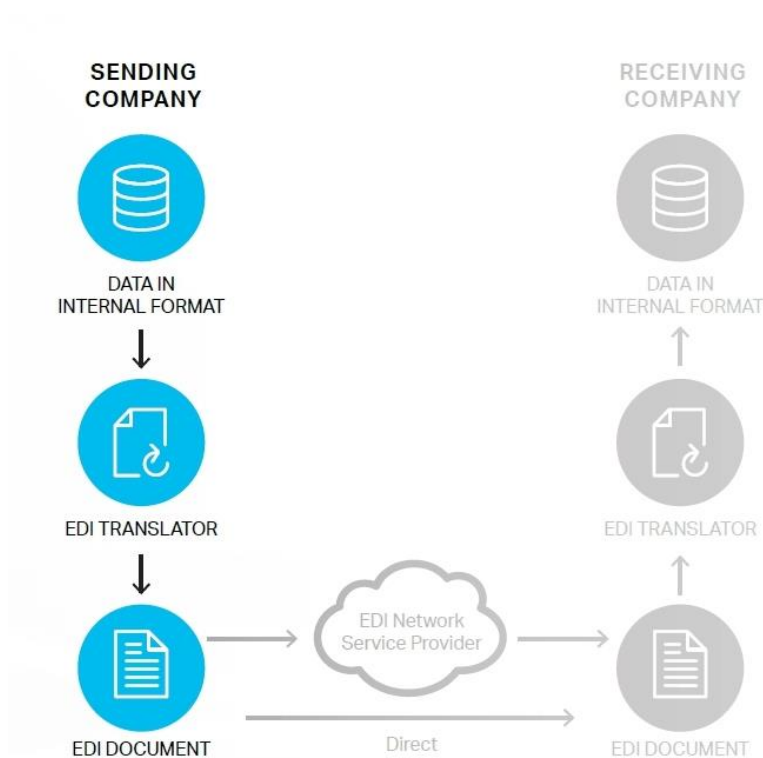 SENDING
COMPANY
DATA IN
INTERNAL FORMAT
EDI TRANSLATOR
EDI DOCUMENT
EDI Network
Service Provider
Direct
RECEIVING
COMPANY
DATA IN
INTERNAL FORMAT
EDI TRANSLATOR
EDI DOCUMENT